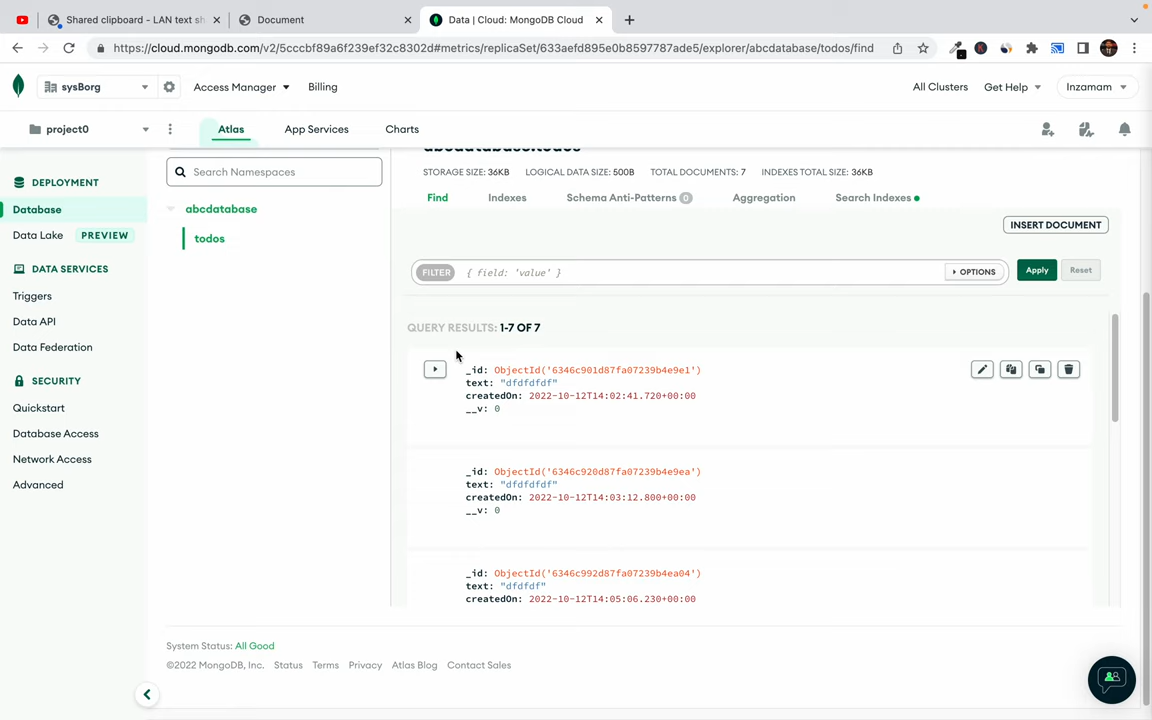 Shared clipboard - LAN text sh
Document
Data | Cloud: MongoDB Cloud
https://cloud.mongodb.com/v2/5cccbf89a6f239ef32c8302d#metrics/replicaSet/633aefd895e0b8597787ade5/explorer/abcdatabase/todos/find
sysBorg
Access Manager
Billing
All Clusters
Get Help
Inzamam
project0
Atlas
App Services
Charts
DEPLOYMENT
Database
Data Lake
PREVIEW
DATA SERVICES
Triggers
Data API
Data Federation
SECURITY
Quickstart
Database Access
Network Access
Advanced
Search Namespaces
abcdatabase
todos
abcdatabase.todos
STORAGE SIZE: 36KB LOGICAL DATA SIZE: 500B TOTAL DOCUMENTS: 7 INDEXES TOTAL SIZE: 36KB
Find Indexes Schema Anti-Patterns 0 Aggregation Search Indexes
INSERT DOCUMENT
FILTER { field: 'value' } OPTIONS Apply Reset
QUERY RESULTS: 1-7 OF 7
_id: ObjectId('6346c901d87fa07239b4e9e1')
text: "dfdfdfdf"
createdOn: 2022-10-12T14:02:41.720+00:00
__v: 0
_id: ObjectId('6346c920d87fa07239b4e9ea')
text: "dfdfdfdf"
createdOn: 2022-10-12T14:03:12.800+00:00
__v: 0
_id: ObjectId('6346c992d87fa07239b4ea04')
text: "dfdfdf"
createdOn: 2022-10-12T14:05:06.230+00:00
System Status: All Good
©2022 MongoDB, Inc. Status Terms Privacy Atlas Blog Contact Sales